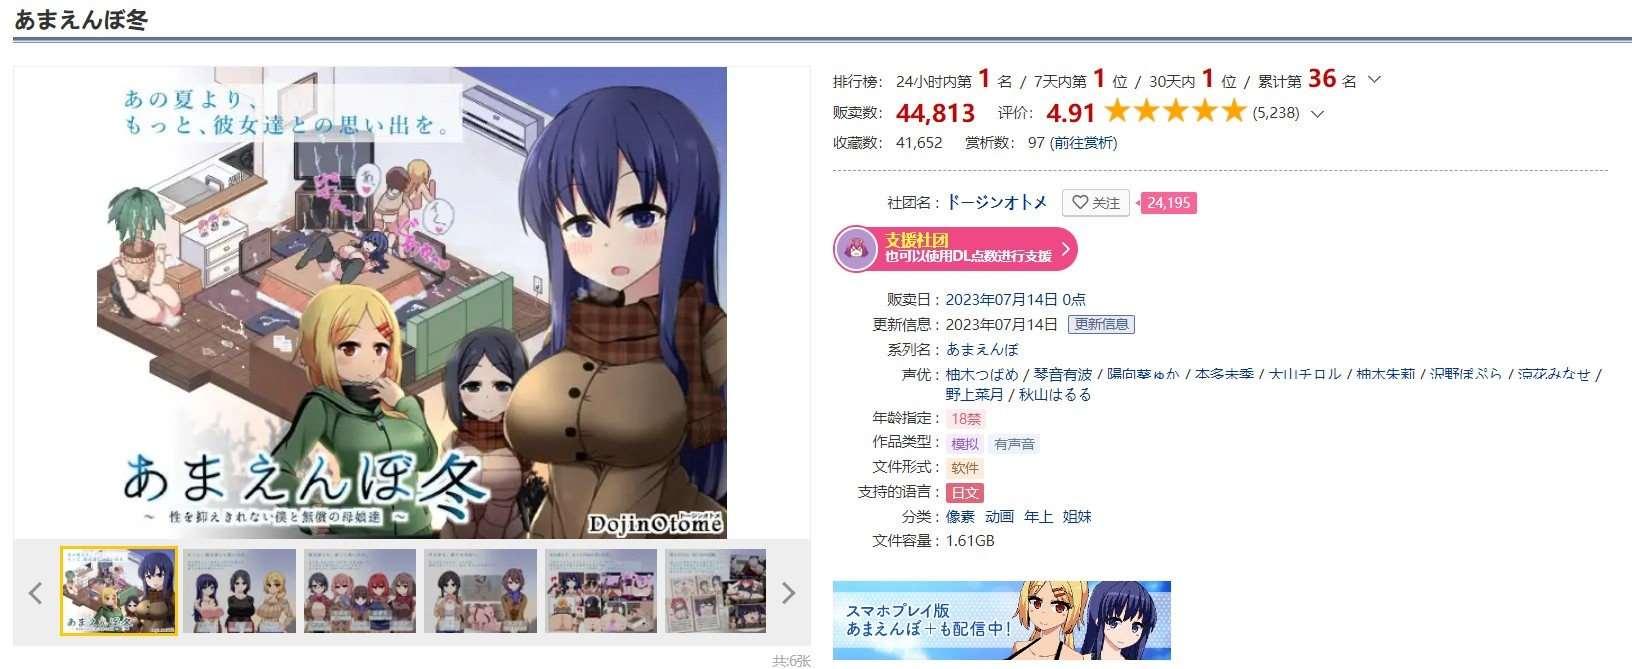 あまえんぼ冬
あの夏より、
もっと、彼女達との思い出を。
あまえんぼ冬
～ 性を抑えきれない僕と無償の母娘達 ～
ドージンオトメ
DojinOtome
共:6张
排行榜： 24小时内第 1 名 / 7天内第 1 位 / 30天内 1 位 / 累计第 36 名
贩卖数： 44,813 评价： 4.91 (5,238)
收藏数： 41,652 赏析数： 97 (前往赏析)
社团名： ドージンオトメ 关注 24,195
支援社团
也可以使用DL点数进行支援
贩卖日： 2023年07月14日 0点
更新信息： 2023年07月14日 更新信息
系列名： あまえんぼ
声优： 柚木つばめ / 琴音有波 / 陽向葵ゅか / 本多未季 / 大山チロル / 柚木朱莉 / 沢野ぽぷら / 涼花みなせ /
野上菜月 / 秋山はるる
年龄指定： 18禁
作品类型： 模拟 有声音
文件形式： 软件
支持的语言： 日文
分类： 像素 动画 年上 姐妹
文件容量： 1.61GB
スマホプレイ版
あまえんぼ＋も配信中！